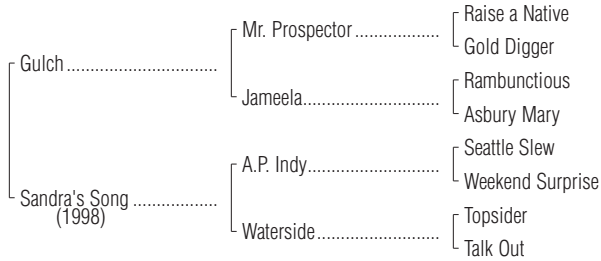 Raise a Native
Mr. Prospector ..................
Gold Digger
Gulch ................................
Rambunctious
Jameela.............................
Asbury Mary
Seattle Slew
A.P. Indy............................
Weekend Surprise
Sandra's Song ..................
(1998)
Topsider
Waterside..........................
Talk Out